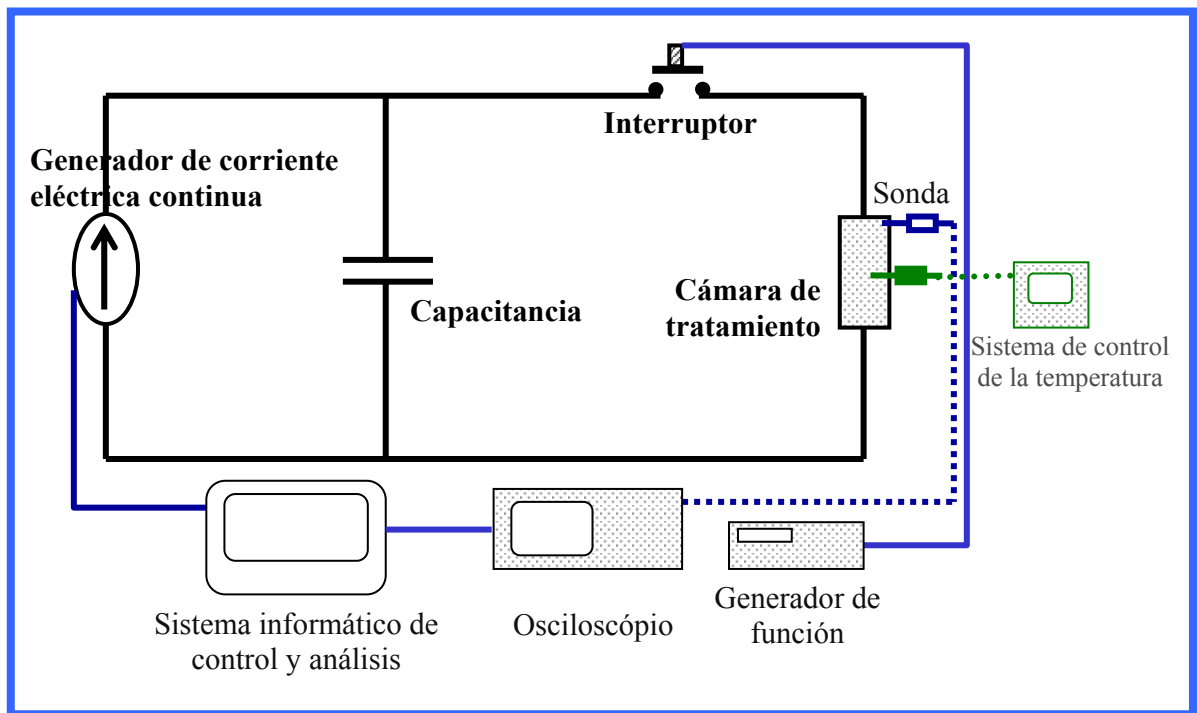 Interruptor
Generador de corriente
eléctrica continua
Sonda
Capacitancia
Cámara de
tratamiento
Sistema de control
de la temperatura
Sistema informático de
control y análisis
Osciloscópio
Generador de
función